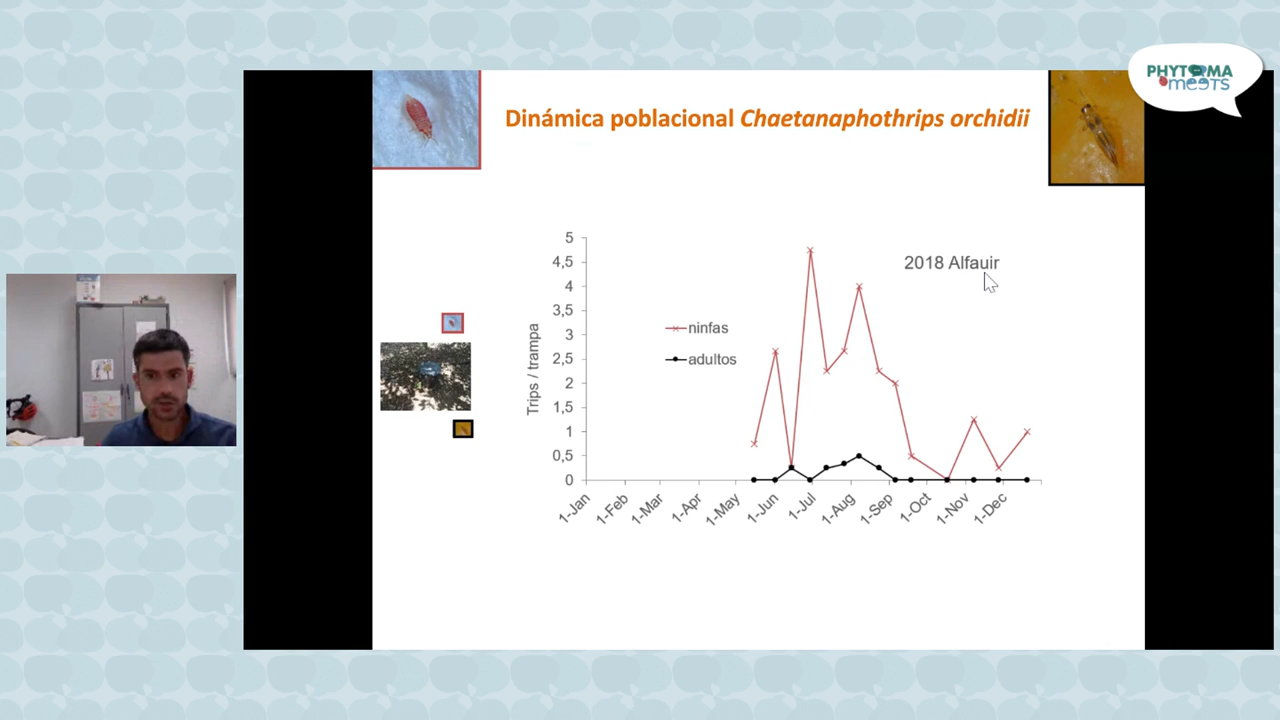 PHYTOMA
meets
Dinámica poblacional Chaetanaphothrips orchidii
2018 Alfauir
Trips / trampa
5
4,5
4
3,5
3
2,5
2
1,5
1
0,5
0
ninfas
adultos
1-Jan
1-Feb
1-Mar
1-Apr
1-May
1-Jun
1-Jul
1-Aug
1-Sep
1-Oct
1-Nov
1-Dec